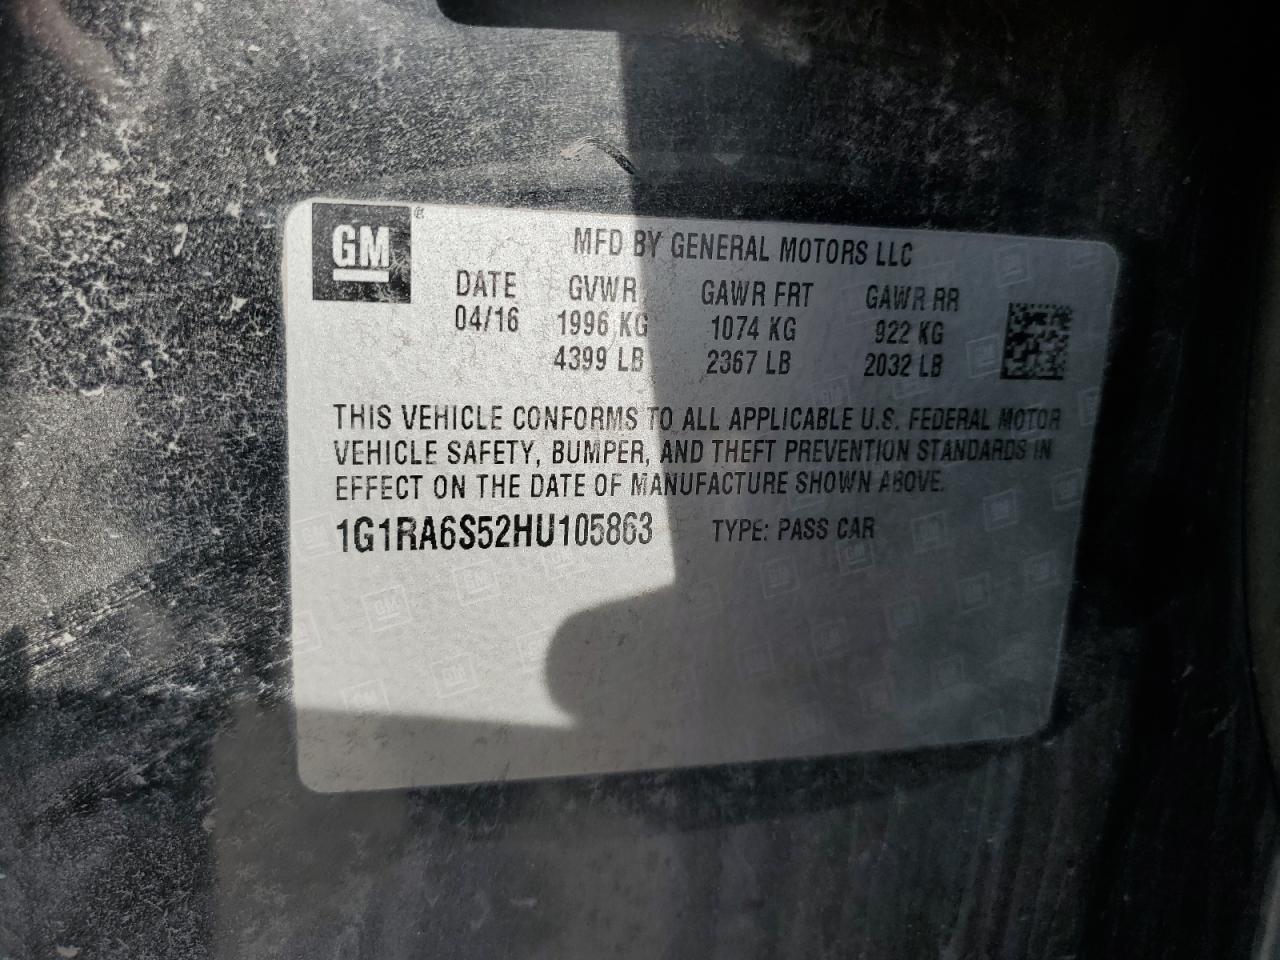 GM
MFD BY GENERAL MOTORS LLC
DATE GVWR GAWR FRT GAWR RR
04/16 1996 KG 1074 KG 922 KG
4399 LB 2367 LB 2032 LB
THIS VEHICLE CONFORMS TO ALL APPLICABLE U.S. FEDERAL MOTOR
VEHICLE SAFETY, BUMPER, AND THEFT PREVENTION STANDARDS IN
EFFECT ON THE DATE OF MANUFACTURE SHOWN ABOVE.
1G1RA6S52HU105863 TYPE: PASS CAR